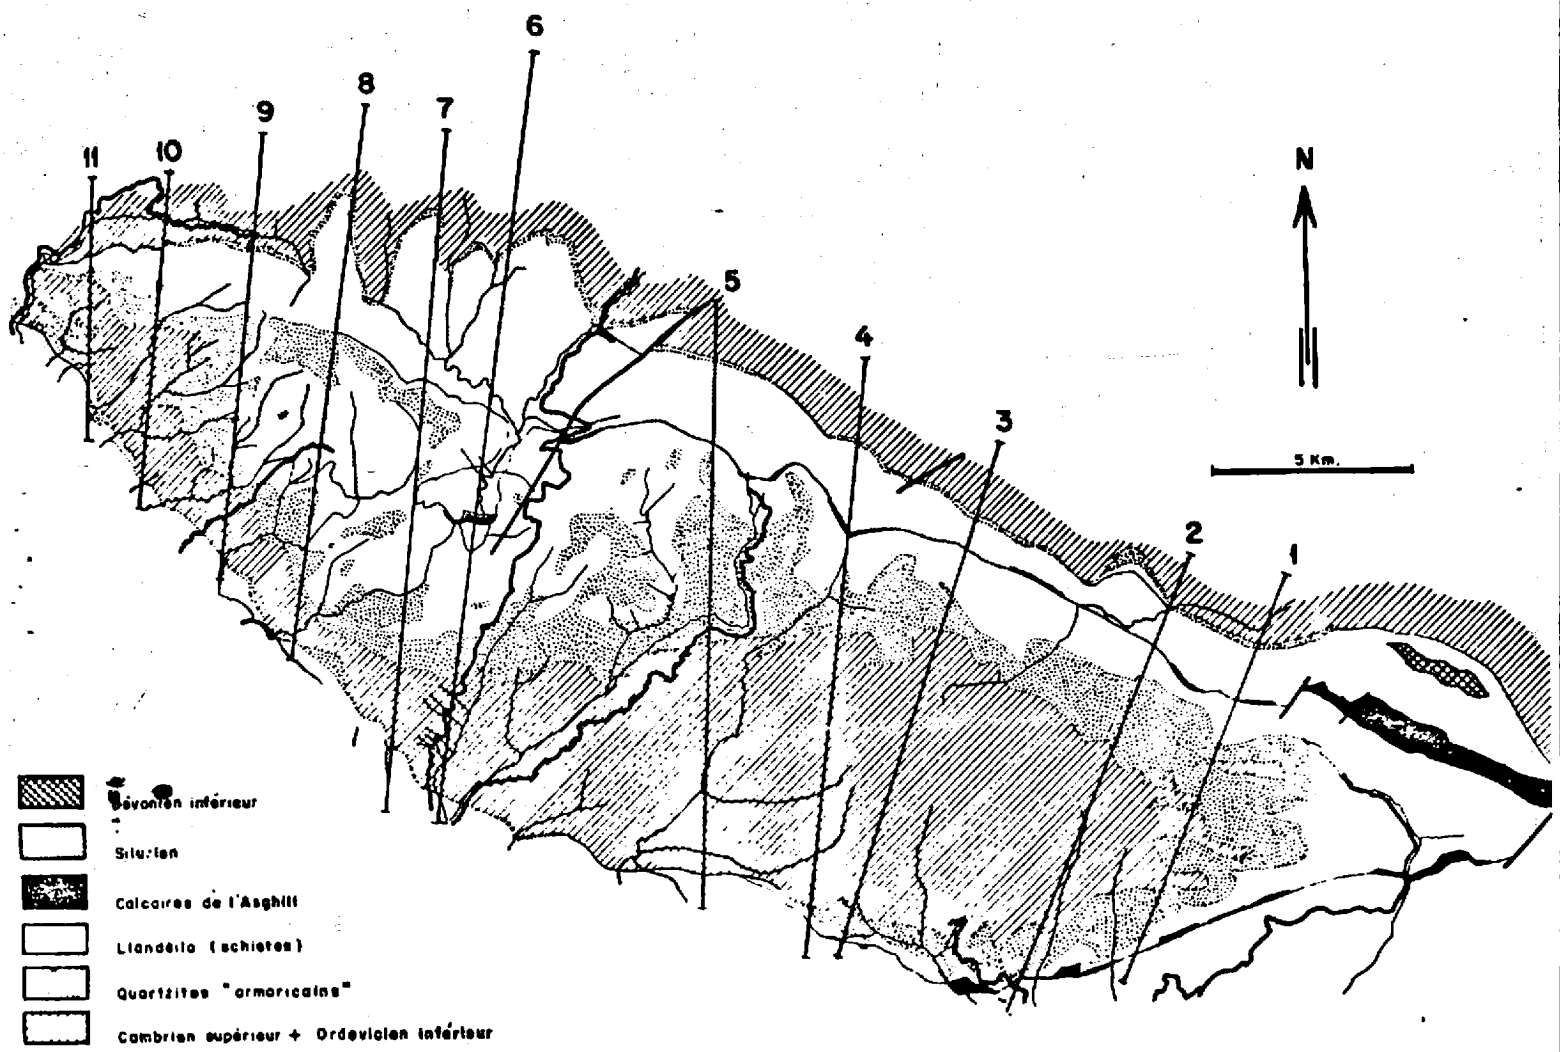 6
8
7
9
11
10
N
5
4
3
5 Km.
2
1
Dévonien inférieur
Silurien
Calcaires de l'Asghill
Llandeilo (schistes)
Quartzites "armoricains"
Cambrien supérieur + Ordovicien inférieur